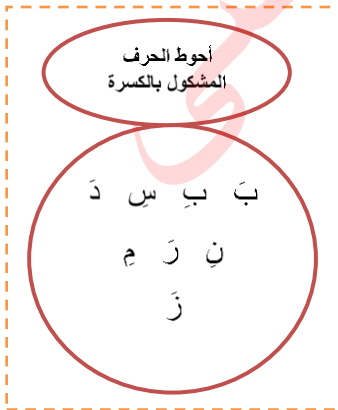 أحوط الحرف
المشكول بالكسرة
بَ بِ سِ دَ
نِ رَ مِ
زَ